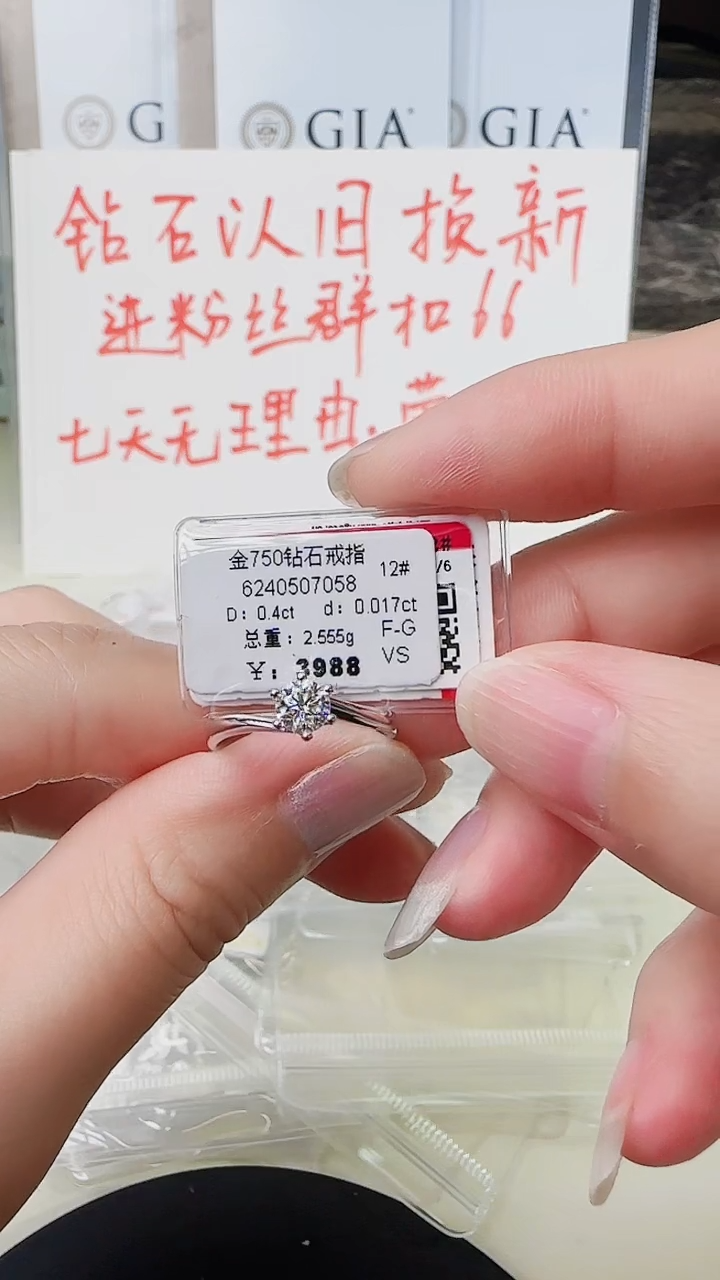 G
GIA
GIA
钻石以旧换新
进粉丝群扣66
七天无理由
金750钻石戒指
12#
6240507058
D: 0.4ct d: 0.017ct
总重: 2.555g
F-G
¥: 3988
VS